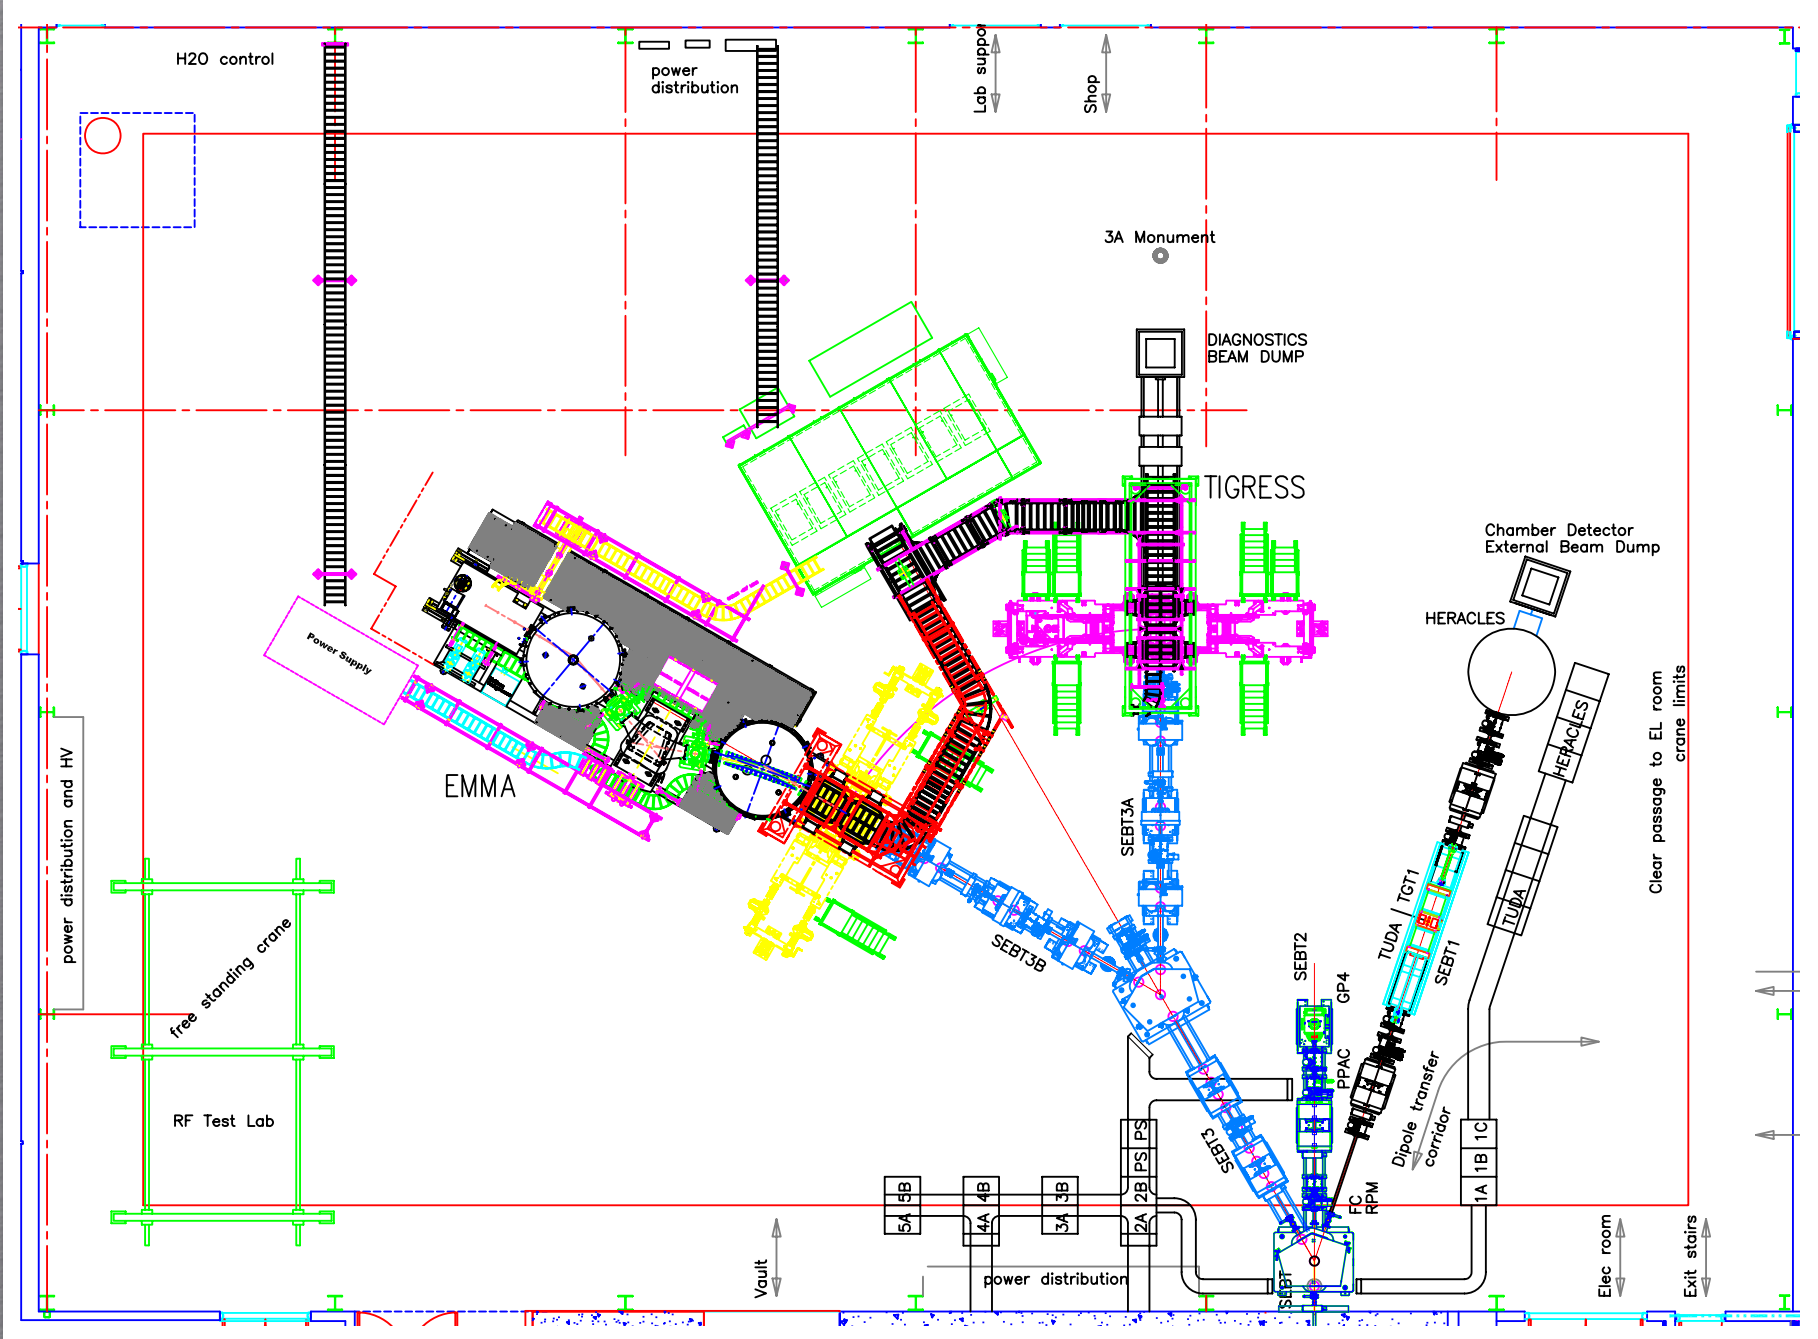 H2O control
power
distribution
Lab suppor
Shop
3A Monument
DIAGNOSTICS
BEAM DUMP
TIGRESS
Chamber Detector
External Beam Dump
HERACLES
Power Supply
EMMA
HERACLES
Clear passage to EL room
crane limits
power distribution and HV
SEBT3A
TUDA
TUDA
TGT1
SEBT1
SEBT3B
SEBT2
GP4
PPAC
free standing crane
RF Test Lab
SEBT3
Dipole transfer
corridor
FC
RPM
PS
PS
1C
1B
1A
5B
5A
4B
4A
3B
3A
2B
2A
Vault
power distribution
SEBT
Elec room
Exit stairs